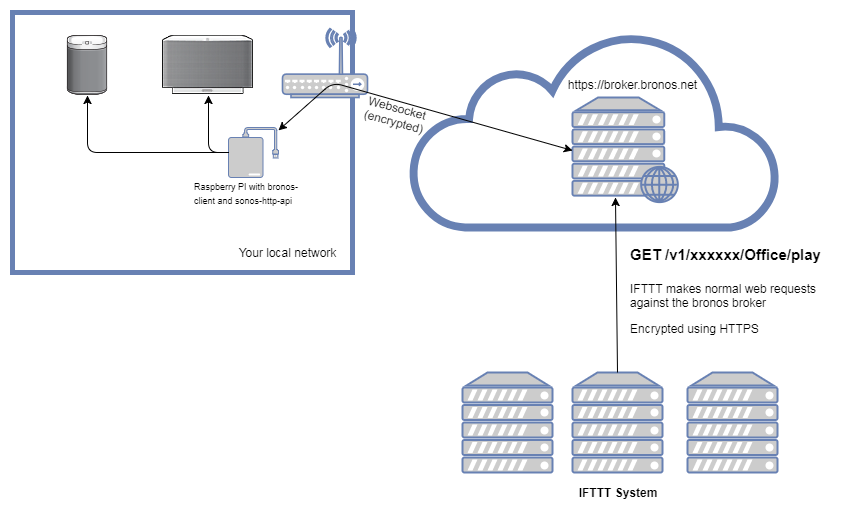 https://broker.bronos.net
Websocket
(encrypted)
Raspberry PI with bronos-
client and sonos-http-api
Your local network
GET /v1/xxxxxx/Office/play
IFTTT makes normal web requests
against the bronos broker
Encrypted using HTTPS
IFTTT System